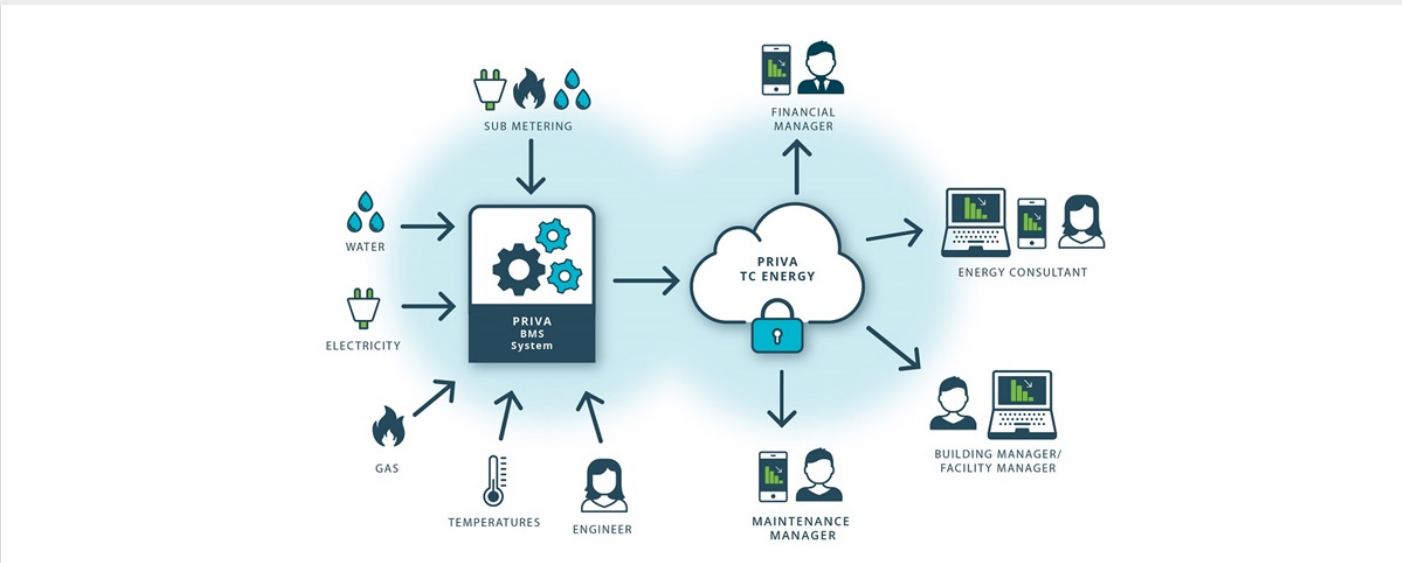 SUB METERING
FINANCIAL
MANAGER
WATER
PRIVA
TC ENERGY
ENERGY CONSULTANT
ELECTRICITY
PRIVA
BMS
System
GAS
BUILDING MANAGER/
FACILITY MANAGER
TEMPERATURES
ENGINEER
MAINTENANCE
MANAGER